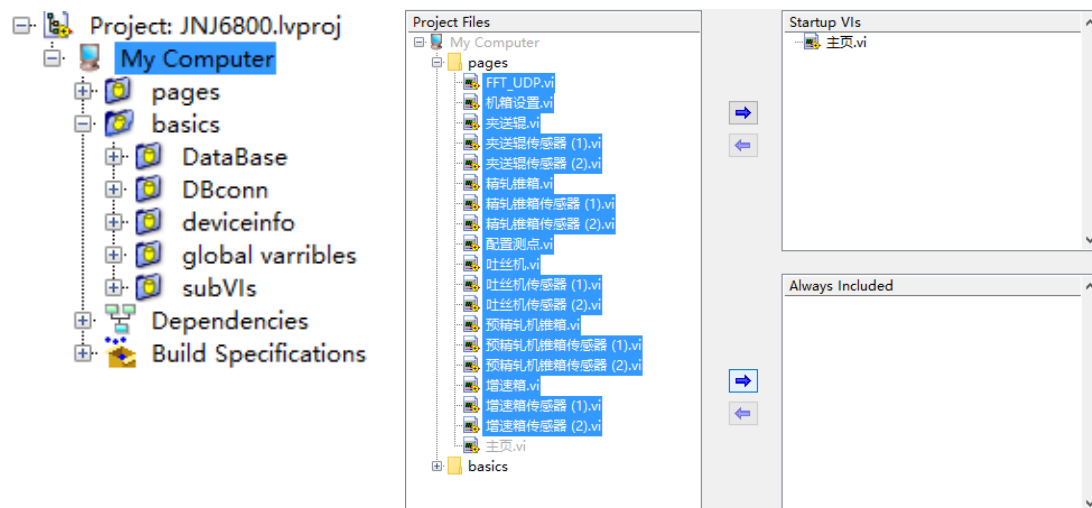 Project: JNJ6800.lvproj
My Computer
pages
basics
DataBase
DBconn
deviceinfo
global varribles
subVIs
Dependencies
Build Specifications
Project Files
My Computer
pages
FFT_UDP.vi
机箱设置.vi
夹送辊.vi
夹送辊传感器 (1).vi
夹送辊传感器 (2).vi
精轧锥箱.vi
精轧锥箱传感器 (1).vi
精轧锥箱传感器 (2).vi
配置测点.vi
吐丝机.vi
吐丝机传感器 (1).vi
吐丝机传感器 (2).vi
预精轧机锥箱.vi
预精轧机锥箱传感器 (1).vi
预精轧机锥箱传感器 (2).vi
增速箱.vi
增速箱传感器 (1).vi
增速箱传感器 (2).vi
主页.vi
basics
Startup VIs
主页.vi
Always Included